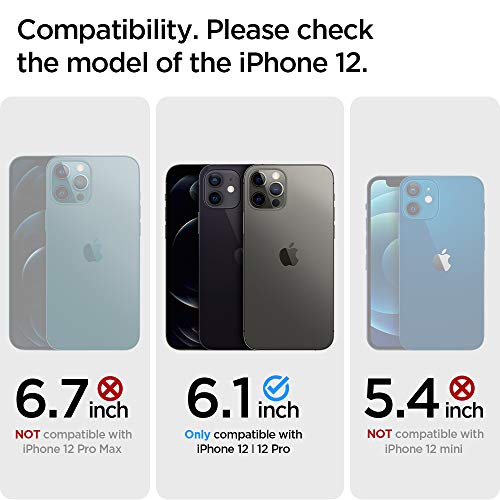 Compatibility. Please check
the model of the iPhone 12.
6.7 inch
NOT compatible with
iPhone 12 Pro Max
6.1 inch
Only compatible with
iPhone 12 l 12 Pro
5.4 inch
NOT compatible with
iPhone 12 mini